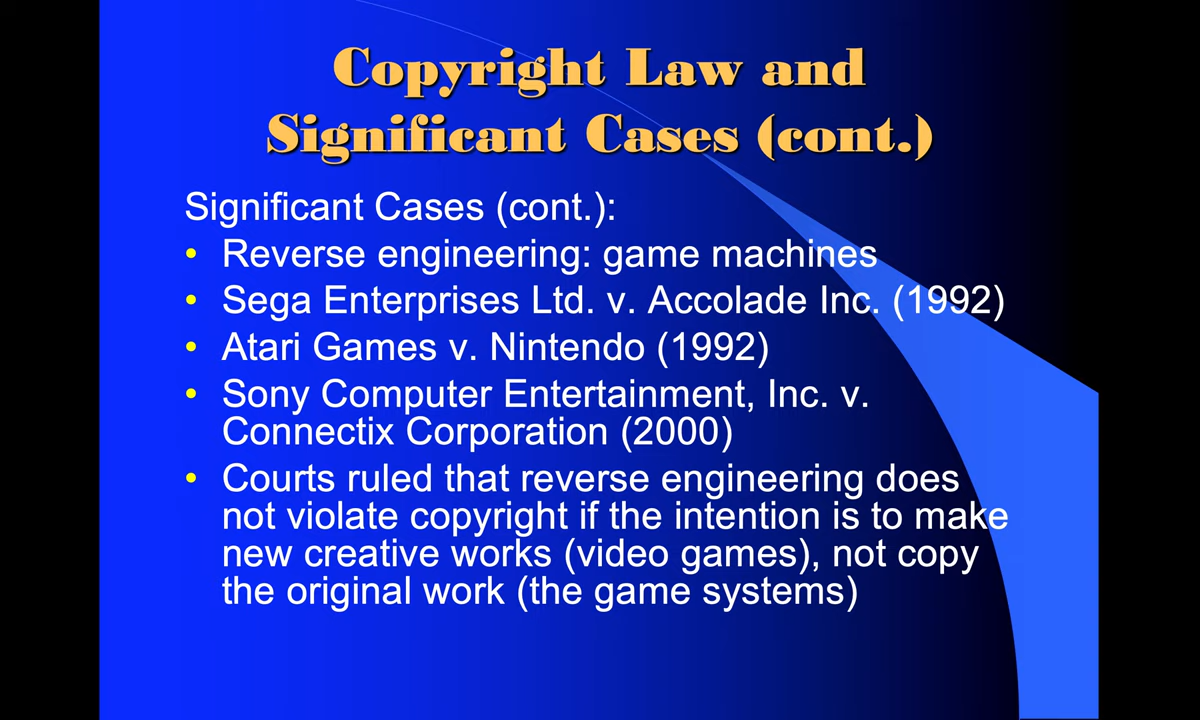 Copyright Law and
Significant Cases (cont.)
Significant Cases (cont.):
• Reverse engineering: game machines
• Sega Enterprises Ltd. v. Accolade Inc. (1992)
• Atari Games v. Nintendo (1992)
• Sony Computer Entertainment, Inc. v.
Connectix Corporation (2000)
• Courts ruled that reverse engineering does
not violate copyright if the intention is to make
new creative works (video games), not copy
the original work (the game systems)